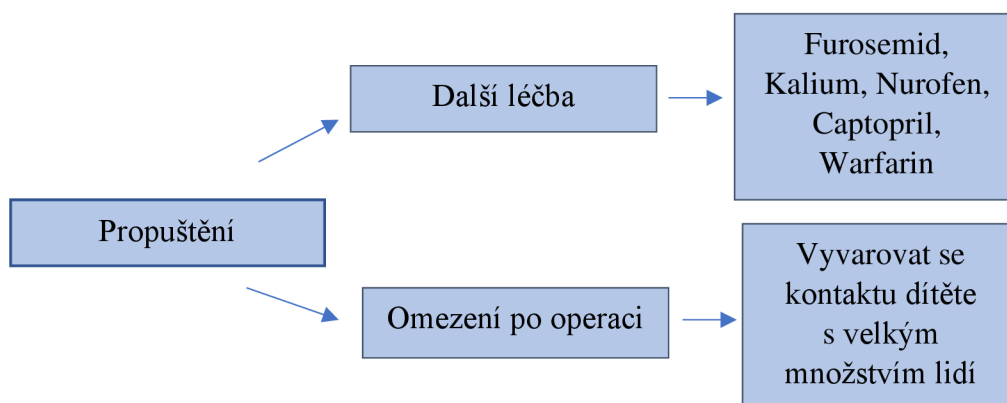 Propuštění
Další léčba
Furosemid,
Kalium, Nurofen,
Captopril,
Warfarin
Omezení po operaci
Vyvarovat se
kontaktu dítěte
s velkým
množstvím lidí